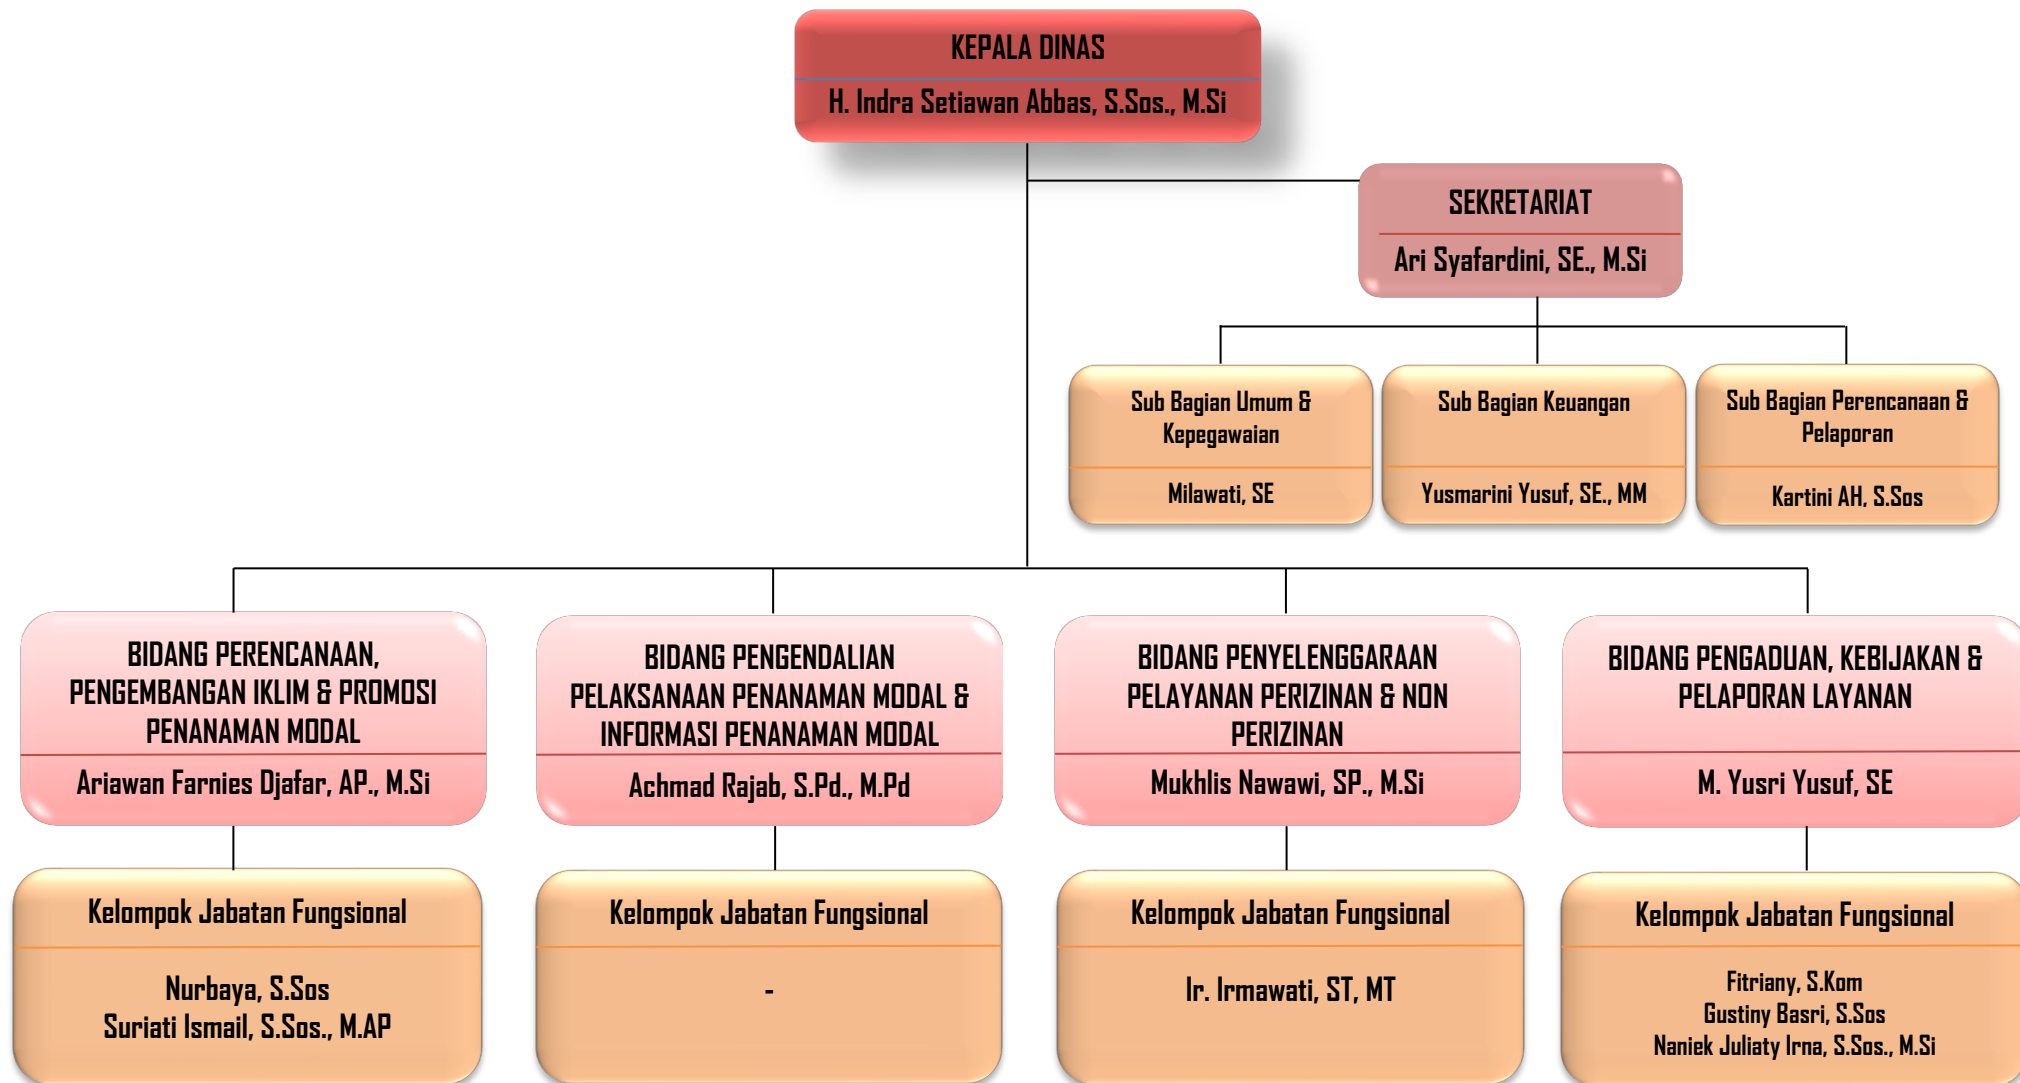 KEPALA DINAS
H. Indra Setiawan Abbas, S.Sos., M.Si
SEKRETARIAT
Ari Syafardini, SE., M.Si
Sub Bagian Umum &
Kepegawaian
Milawati, SE
Sub Bagian Keuangan
Yusmarini Yusuf, SE., MM
Sub Bagian Perencanaan &
Pelaporan
Kartini AH, S.Sos
BIDANG PERENCANAAN,
PENGEMBANGAN IKLIM & PROMOSI
PENANAMAN MODAL
Ariawan Farnies Djafar, AP., M.Si
BIDANG PENGENDALIAN
PELAKSANAAN PENANAMAN MODAL &
INFORMASI PENANAMAN MODAL
Achmad Rajab, S.Pd., M.Pd
BIDANG PENYELENGGARAAN
PELAYANAN PERIZINAN & NON
PERIZINAN
Mukhlis Nawawi, SP., M.Si
BIDANG PENGADUAN, KEBIJAKAN &
PELAPORAN LAYANAN
M. Yusri Yusuf, SE
Kelompok Jabatan Fungsional
Nurbaya, S.Sos
Suriati Ismail, S.Sos., M.AP
Kelompok Jabatan Fungsional
-
Kelompok Jabatan Fungsional
Ir. Irmawati, ST, MT
Kelompok Jabatan Fungsional
Fitriany, S.Kom
Gustiny Basri, S.Sos
Naniek Juliaty Irna, S.Sos., M.Si